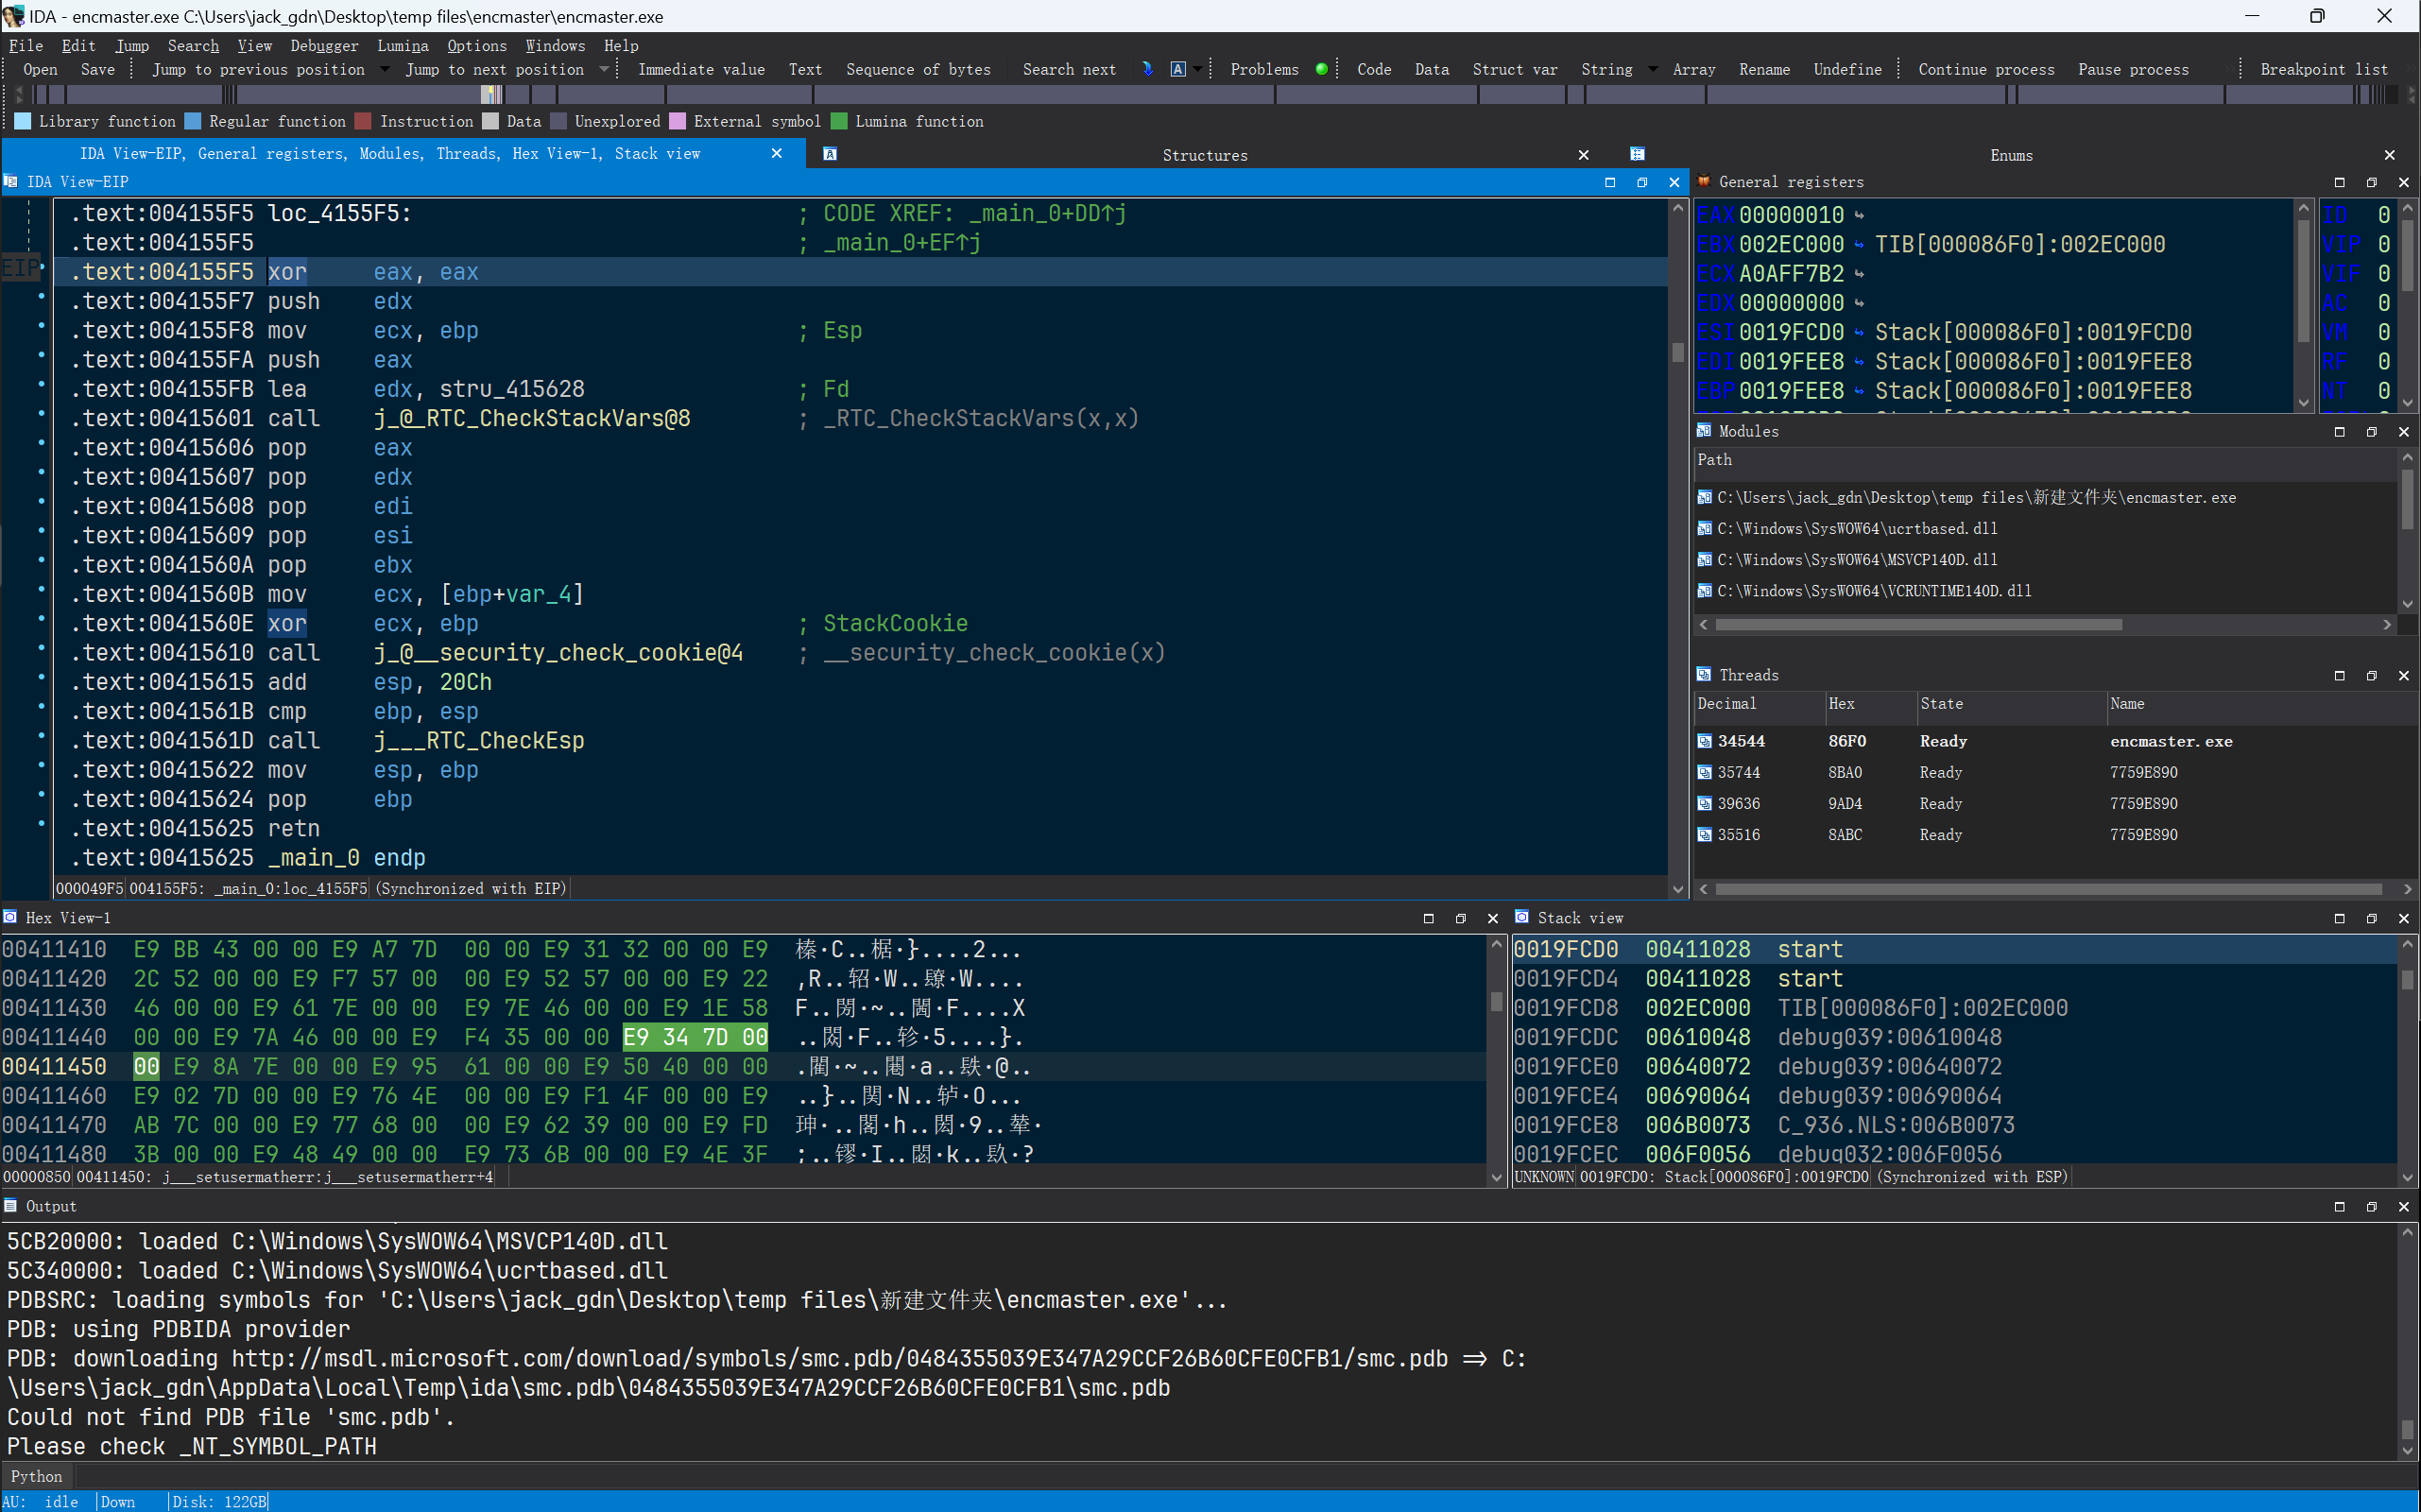 IDA - encmaster.exe C:\Users\jack_gdn\Desktop\temp files\encmaster\encmaster.exe
File Edit Jump Search View Debugger Lumina Options Windows Help
Open Save Jump to previous position Jump to next position Immediate value Text Sequence of bytes Search next Problems Code Data Struct var String Array Rename Undefine Continue process Pause process Breakpoint list
Library function Regular function Instruction Data Unexplored External symbol Lumina function
IDA View-EIP, General registers, Modules, Threads, Hex View-1, Stack view Structures Enums
IDA View-EIP
.text:004155F5 loc_4155F5: ; CODE XREF: _main_0+DD↑j
.text:004155F5 ; _main_0+EF↑j
EIP .text:004155F5 xor eax, eax
.text:004155F7 push edx
.text:004155F8 mov ecx, ebp ; Esp
.text:004155FA push eax
.text:004155FB lea edx, stru_415628 ; Fd
.text:00415601 call j_@_RTC_CheckStackVars@8 ; _RTC_CheckStackVars(x,x)
.text:00415606 pop eax
.text:00415607 pop edx
.text:00415608 pop edi
.text:00415609 pop esi
.text:0041560A pop ebx
.text:0041560B mov ecx, [ebp+var_4]
.text:0041560E xor ecx, ebp ; StackCookie
.text:00415610 call j_@__security_check_cookie@4 ; __security_check_cookie(x)
.text:00415615 add esp, 20Ch
.text:0041561B cmp ebp, esp
.text:0041561D call j___RTC_CheckEsp
.text:00415622 mov esp, ebp
.text:00415624 pop ebp
.text:00415625 retn
.text:00415625 _main_0 endp
000049F5 004155F5: _main_0:loc_4155F5 (Synchronized with EIP)
General registers
EAX 00000010
EBX 002EC000 TIB[000086F0]:002EC000
ECX A0AFF7B2
EDX 00000000
ESI 0019FCD0 Stack[000086F0]:0019FCD0
EDI 0019FEE8 Stack[000086F0]:0019FEE8
EBP 0019FEE8 Stack[000086F0]:0019FEE8
ID 0
VIP 0
VIF 0
AC 0
VM 0
RF 0
NT 0
Modules
Path
C:\Users\jack_gdn\Desktop\temp files\新建文件夹\encmaster.exe
C:\Windows\SysWOW64\ucrtbased.dll
C:\Windows\SysWOW64\MSVCP140D.dll
C:\Windows\SysWOW64\VCRUNTIME140D.dll
Threads
Decimal Hex State Name
34544 86F0 Ready encmaster.exe
35744 8BA0 Ready 7759E890
39636 9AD4 Ready 7759E890
35516 8ABC Ready 7759E890
Hex View-1
00411410 E9 BB 43 00 00 E9 A7 7D 00 00 E9 31 32 00 00 E9
00411420 2C 52 00 00 E9 F7 57 00 00 E9 52 57 00 00 E9 22
00411430 46 00 00 E9 61 7E 00 00 E9 7E 46 00 00 E9 1E 58
00411440 00 00 E9 7A 46 00 00 E9 F4 35 00 00 E9 34 7D 00
00411450 00 E9 8A 7E 00 00 E9 95 61 00 00 E9 50 40 00 00
00411460 E9 02 7D 00 00 E9 76 4E 00 00 E9 F1 4F 00 00 E9
00411470 AB 7C 00 00 E9 77 68 00 00 E9 62 39 00 00 E9 FD
00411480 3B 00 00 E9 48 49 00 00 E9 73 6B 00 00 E9 4E 3F
00000850 00411450: j___setusermatherr:j___setusermatherr+4
Stack view
0019FCD0 00411028 start
0019FCD4 00411028 start
0019FCD8 002EC000 TIB[000086F0]:002EC000
0019FCDC 00610048 debug039:00610048
0019FCE0 00640072 debug039:00640072
0019FCE4 00690064 debug039:00690064
0019FCE8 006B0073 C_936.NLS:006B0073
0019FCEC 006F0056 debug032:006F0056
UNKNOWN 0019FCD0: Stack[000086F0]:0019FCD0 (Synchronized with ESP)
Output
5CB20000: loaded C:\Windows\SysWOW64\MSVCP140D.dll
5C340000: loaded C:\Windows\SysWOW64\ucrtbased.dll
PDBSRC: loading symbols for 'C:\Users\jack_gdn\Desktop\temp files\新建文件夹\encmaster.exe'...
PDB: using PDBIDA provider
PDB: downloading http://msdl.microsoft.com/download/symbols/smc.pdb/0484355039E347A29CCF26B60CFE0CFB1/smc.pdb => C:
\Users\jack_gdn\AppData\Local\Temp\ida\smc.pdb\0484355039E347A29CCF26B60CFE0CFB1\smc.pdb
Could not find PDB file 'smc.pdb'.
Please check _NT_SYMBOL_PATH
Python
AU: idle Down Disk: 122GB